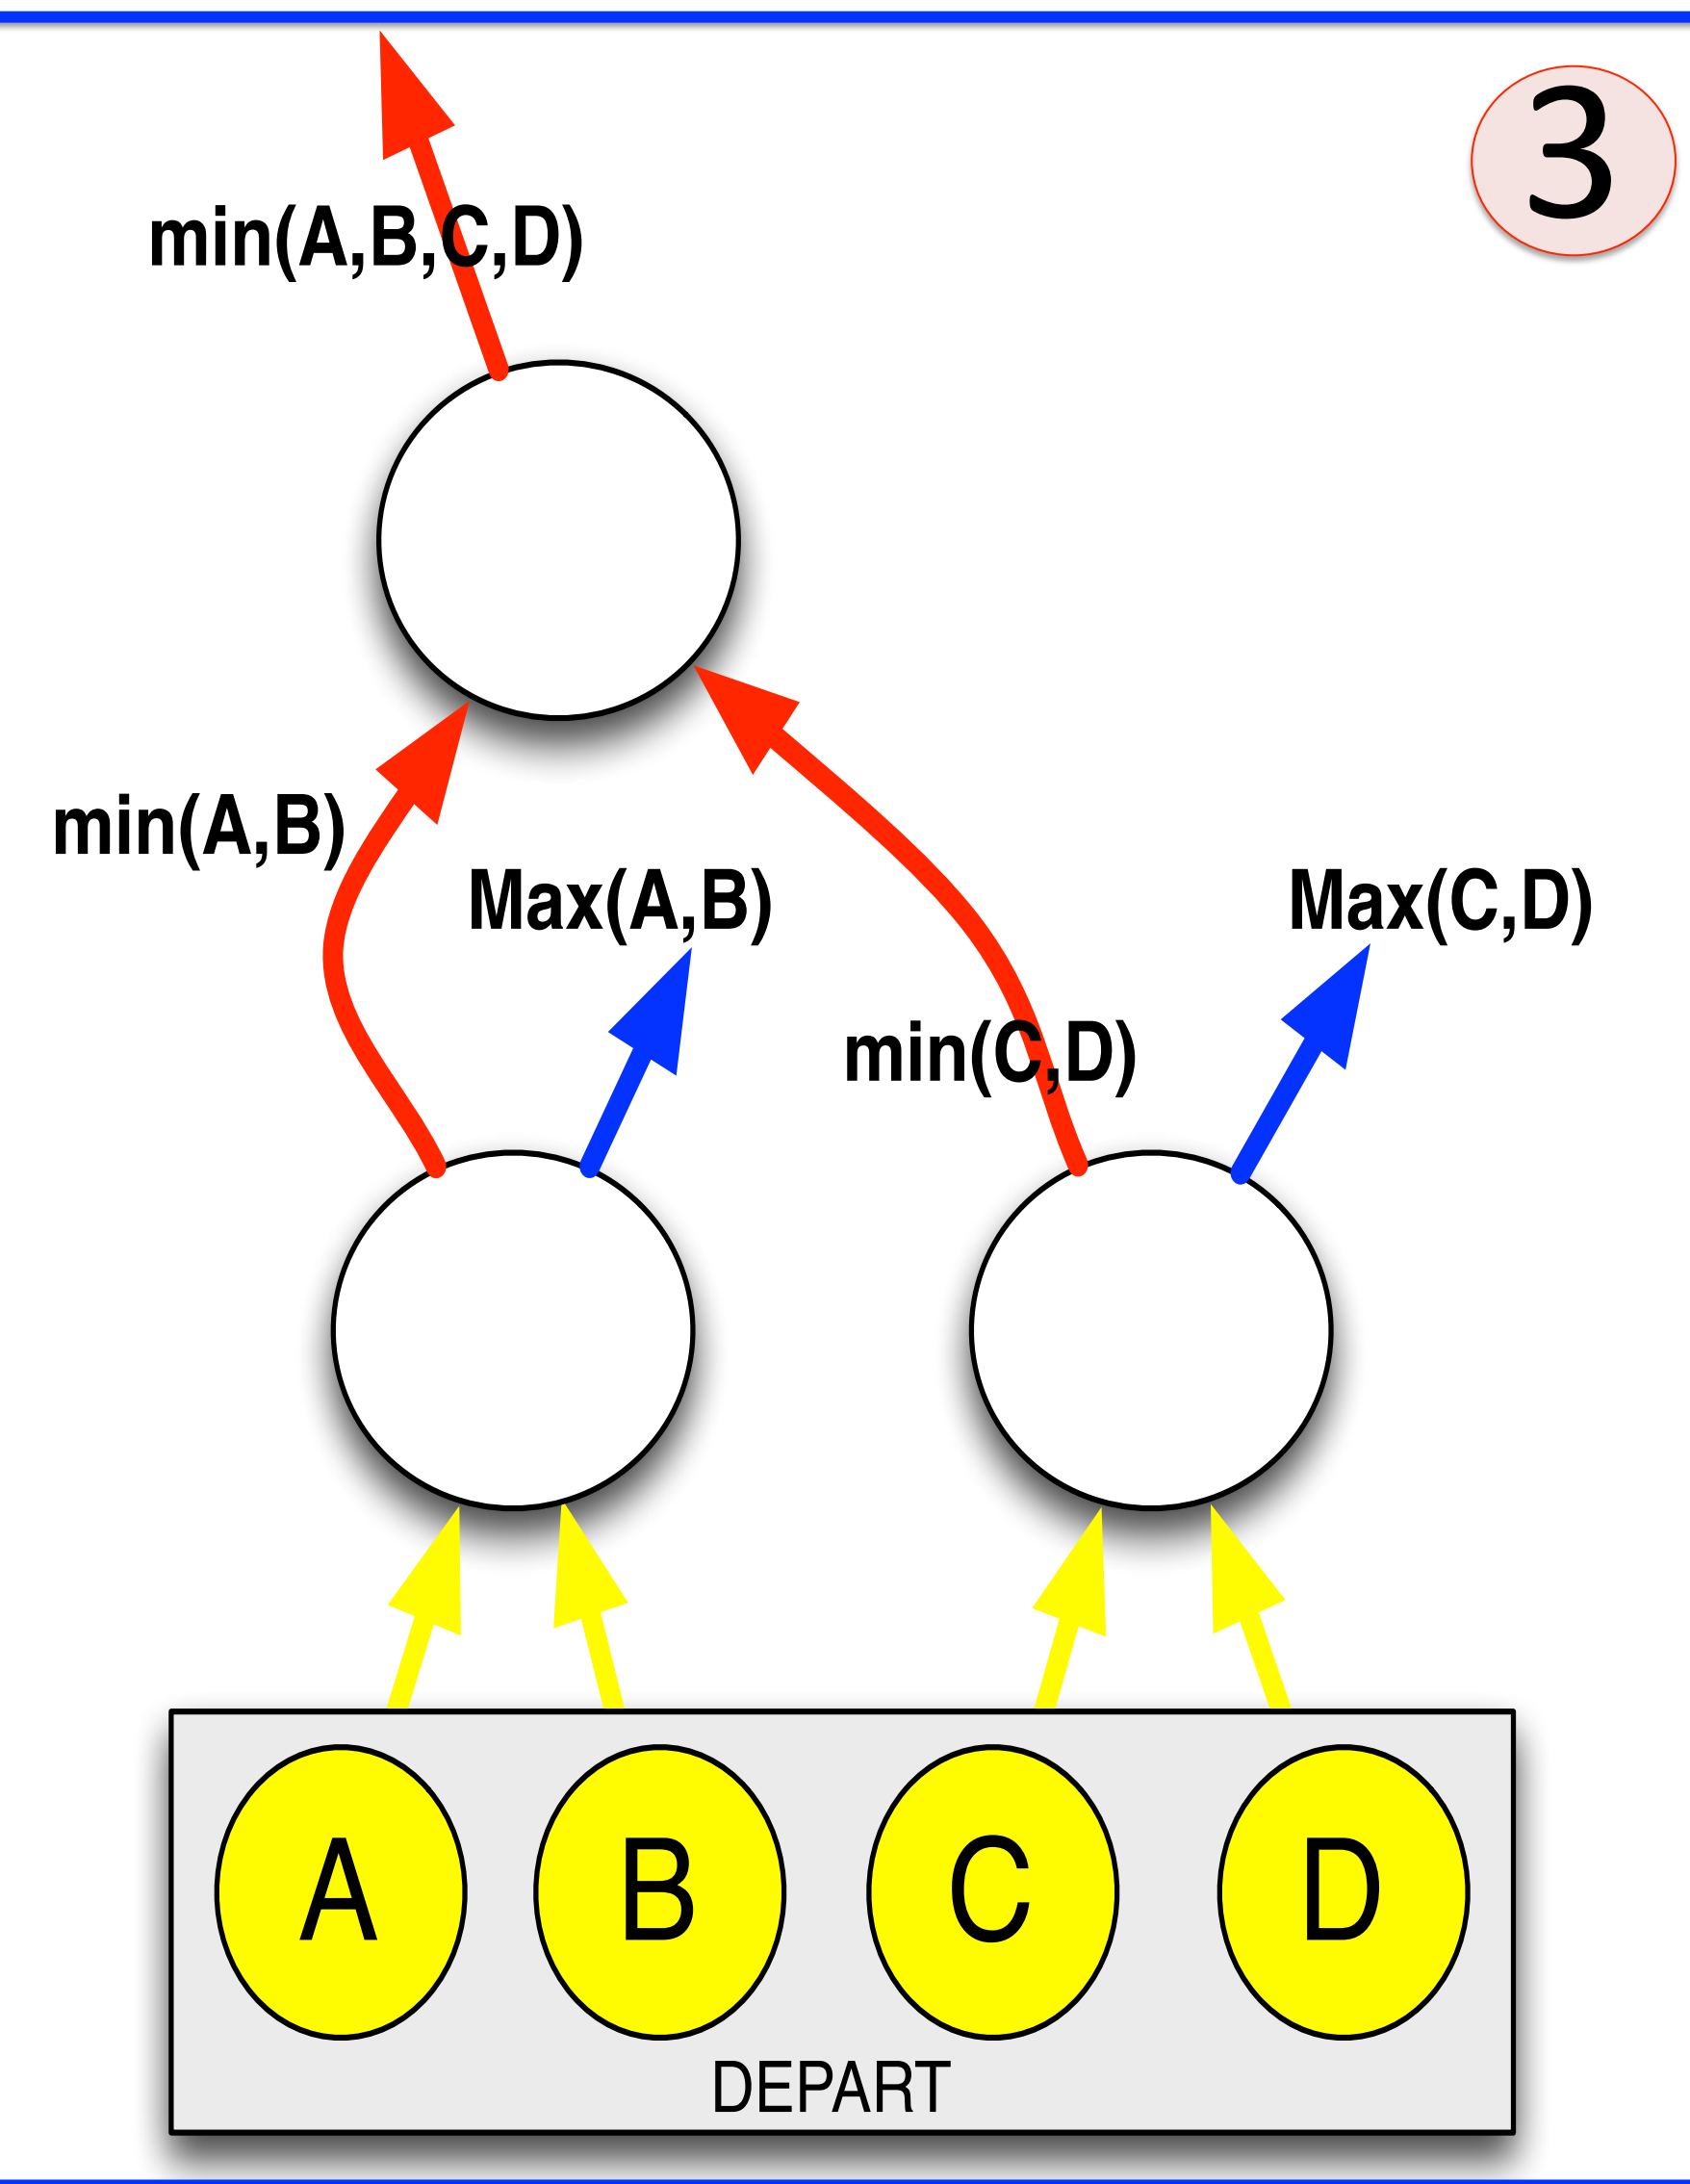 3
min(A,B,C,D)
min(A,B)
Max(A,B)
Max(C,D)
min(C,D)
A B C D
DEPART